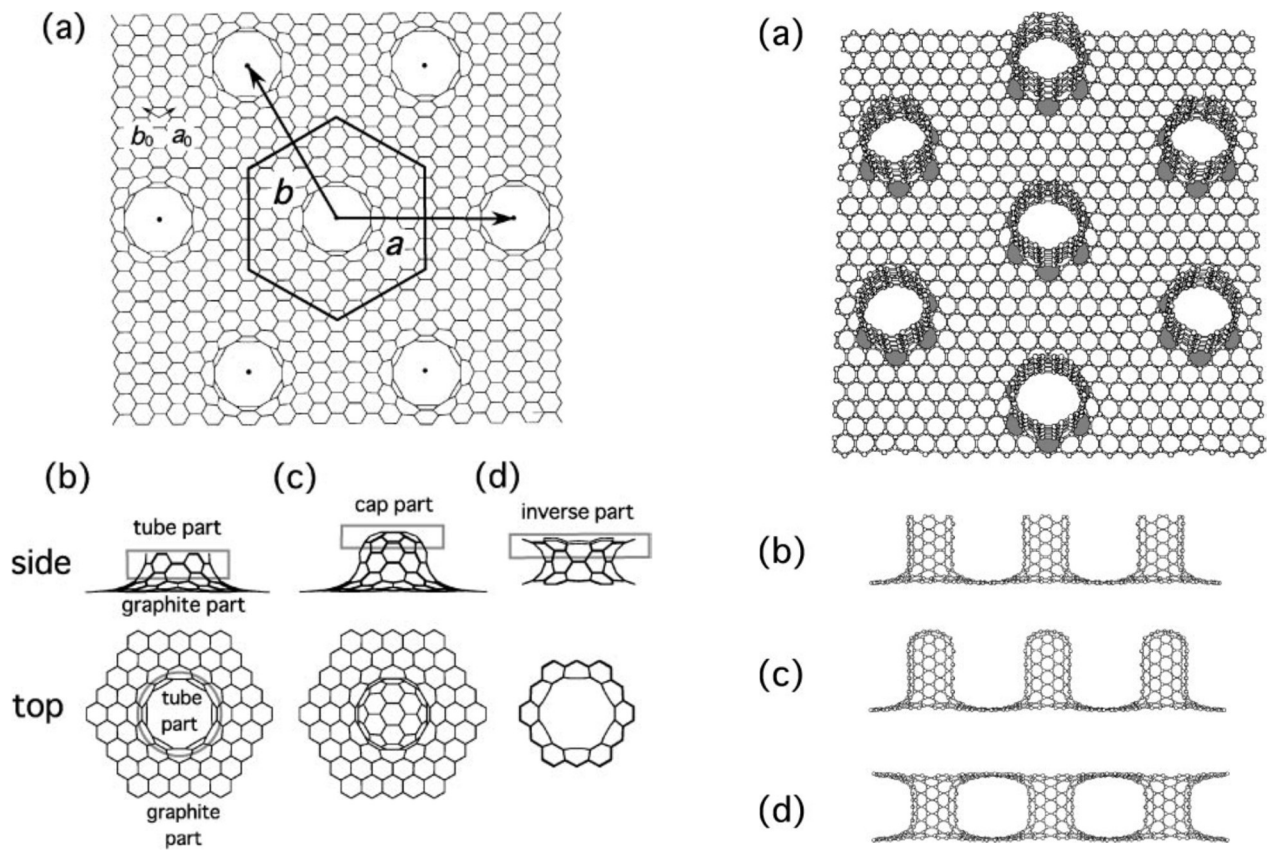 (a)
b₀ a₀
b
a
(b)
(c)
(d)
side
tube part
graphite part
cap part
inverse part
top
tube
part
graphite
part
(a)
(b)
(c)
(d)